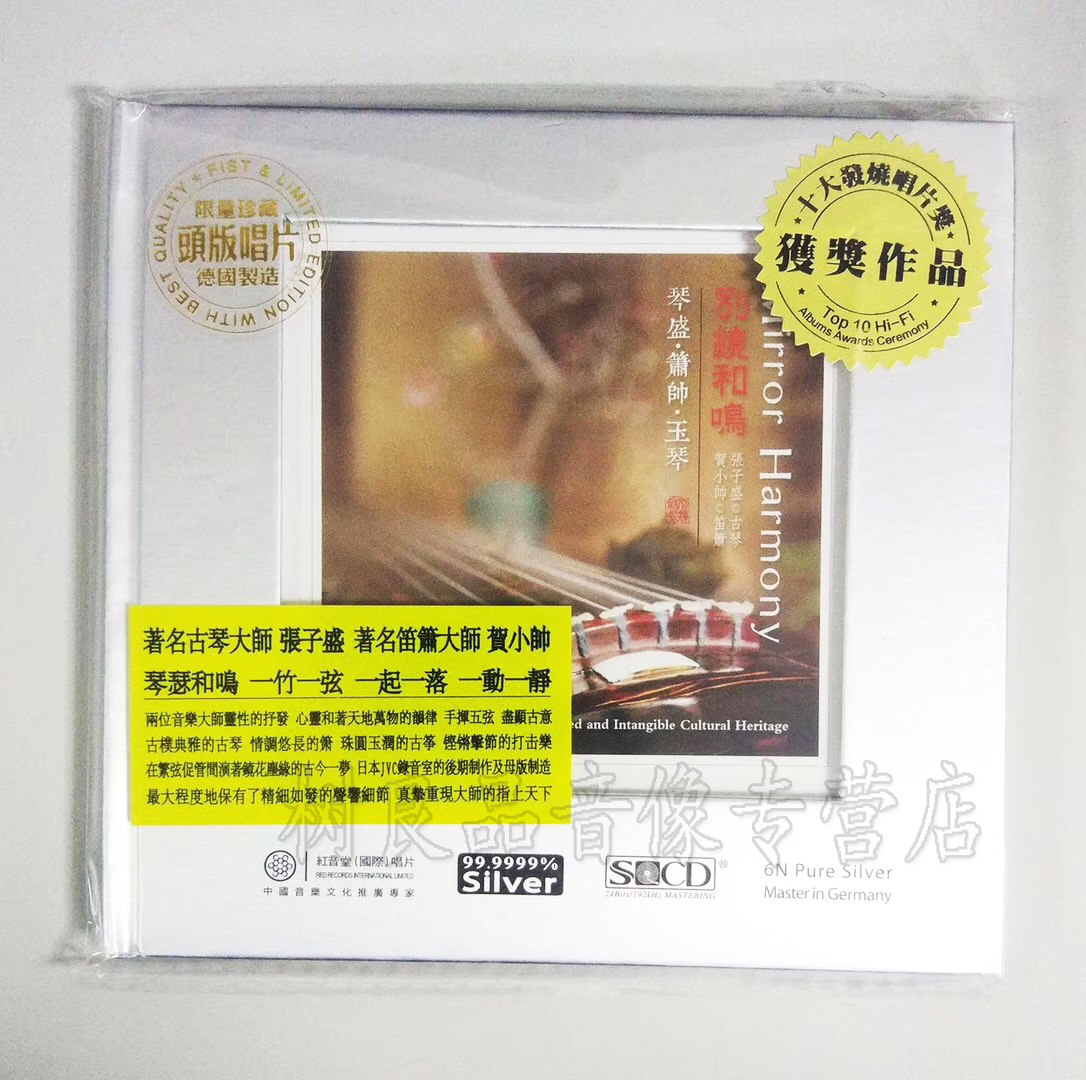 BEST QUALITY ★ FIST & LIMITED EDITION WITH
限量珍藏
頭版唱片
德國製造
十大發燒唱片獎
獲獎作品
Top 10 Hi-Fi
Albums Awards Ceremony
Mirror Harmony
別鏡和鳴
張子盛©古琴
賀小帥©笛簫
琴盛·簫帥·玉琴
ed and Intangible Cultural Heritage
著名古琴大師 張子盛 著名笛簫大師 賀小帥
琴瑟和鳴 一竹一弦 一起一落 一動一靜
兩位音樂大師靈性的抒發 心靈和著天地萬物的韻律 手揮五弦 盡顯古意
古樸典雅的古琴 情調悠長的簫 珠圓玉潤的古筝 鏗锵擊節的打击樂
在繁弦促管間演著鏡花塵緣的古今一夢 日本JVC錄音室的後期制作及母版制造
最大程度地保有了精細如發的聲響細節 真摯重現大師的指上天下
树良品音像专营店
紅音堂(國際)唱片
RED RECORDS INTERNATIONAL LIMITED
中國音樂文化推廣專家
99.9999%
Silver
SQCD®
24Bit/192kHz MASTERING
6N Pure Silver
Master in Germany